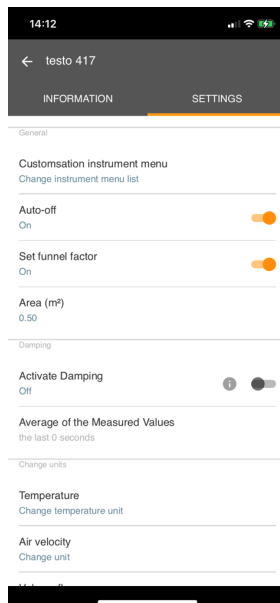 14:12
testo 417
INFORMATION
SETTINGS
General
Customsation instrument menu
Change instrument menu list
Auto-off
On
Set funnel factor
On
Area (m²)
0.50
Damping
Activate Damping
Off
Average of the Measured Values
the last 0 seconds
Change units
Temperature
Change temperature unit
Air velocity
Change unit